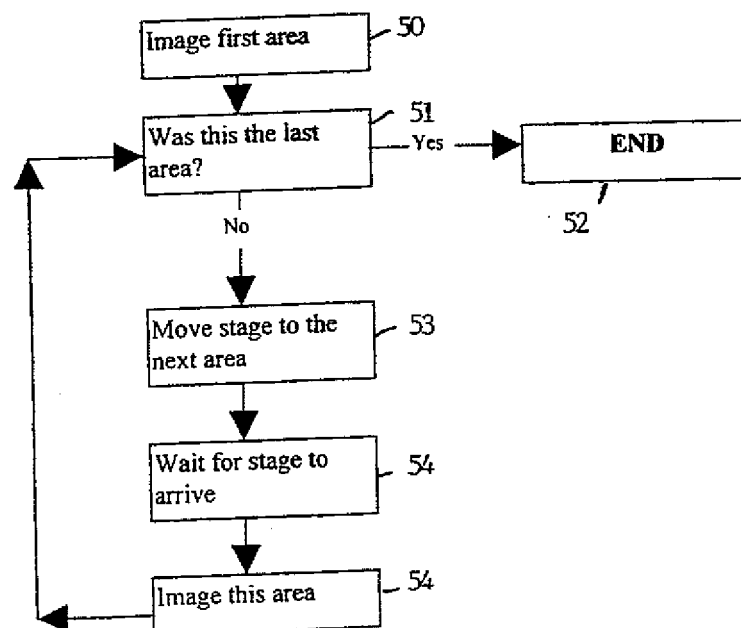 Image first area
50
Was this the last
area?
51
Yes
END
52
No
Move stage to the
next area
53
Wait for stage to
arrive
54
Image this area
54